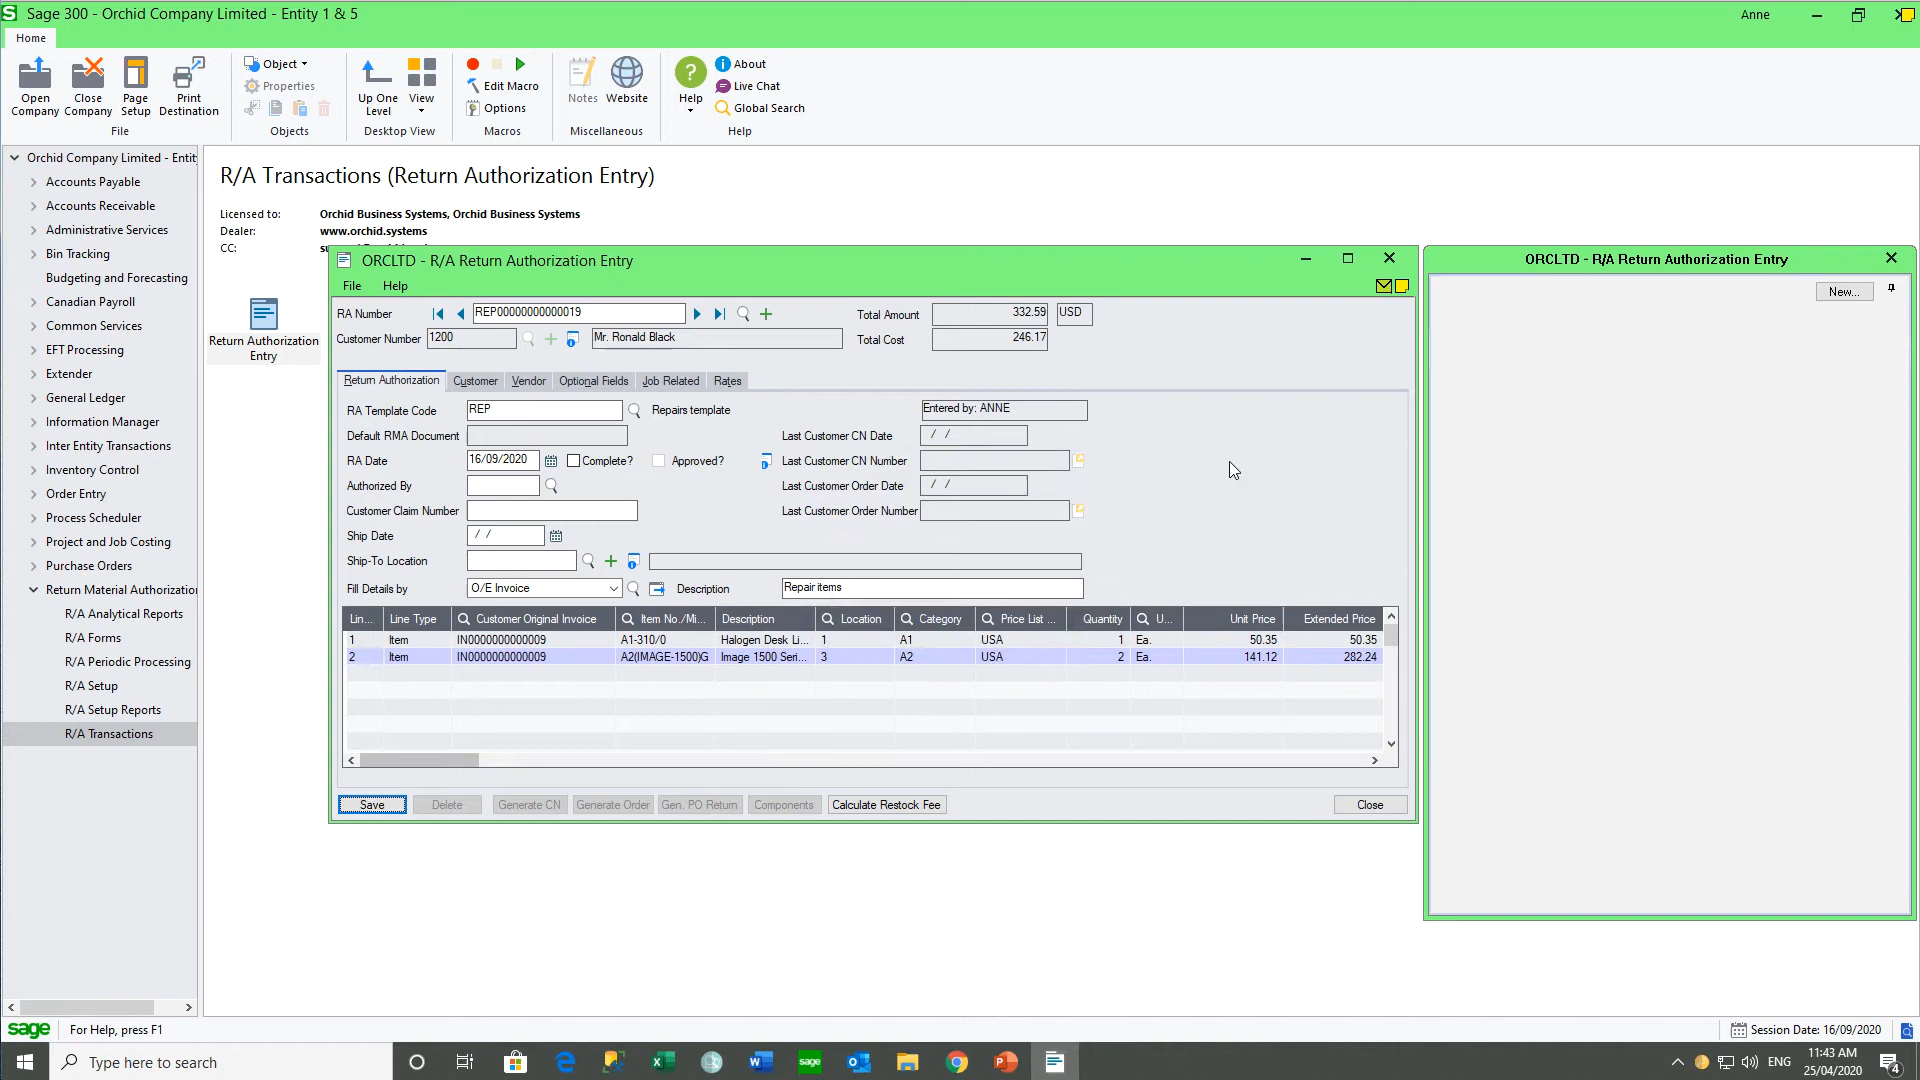 Sage 300 - Orchid Company Limited - Entity 1 & 5
Anne
Home
Open Company
Close Company
Page Setup
Print Destination
File
Object
Properties
Objects
Up One Level
View
Desktop View
Edit Macro
Options
Macros
Notes
Website
Miscellaneous
Help
About
Live Chat
Global Search
Help
Orchid Company Limited - Entit
Accounts Payable
Accounts Receivable
Administrative Services
Bin Tracking
Budgeting and Forecasting
Canadian Payroll
Common Services
EFT Processing
Extender
General Ledger
Information Manager
Inter Entity Transactions
Inventory Control
Order Entry
Process Scheduler
Project and Job Costing
Purchase Orders
Return Material Authorization
R/A Analytical Reports
R/A Forms
R/A Periodic Processing
R/A Setup
R/A Setup Reports
R/A Transactions
R/A Transactions (Return Authorization Entry)
Licensed to: Orchid Business Systems, Orchid Business Systems
Dealer: www.orchid.systems
CC:
Return Authorization Entry
ORCLTD - R/A Return Authorization Entry
File Help
RA Number REP00000000000019 Total Amount 332.59 USD
Customer Number 1200 Mr. Ronald Black Total Cost 246.17
Return Authorization Customer Vendor Optional Fields Job Related Rates
RA Template Code REP Repairs template Entered by: ANNE
Default RMA Document Last Customer CN Date / /
RA Date 16/09/2020 Complete? Approved? Last Customer CN Number
Authorized By Last Customer Order Date / /
Customer Claim Number Last Customer Order Number
Ship Date / /
Ship-To Location
Fill Details by O/E Invoice Description Repair items
Lin... Line Type Customer Original Invoice Item No./Mi... Description Location Category Price List ... Quantity U... Unit Price Extended Price
1 Item IN0000000000009 A1-310/0 Halogen Desk Li... 1 A1 USA 1 Ea. 50.35 50.35
2 Item IN0000000000009 A2(IMAGE-1500)G Image 1500 Seri... 3 A2 USA 2 Ea. 141.12 282.24
Save Delete Generate CN Generate Order Gen. PO Return Components Calculate Restock Fee Close
ORCLTD - R/A Return Authorization Entry
New...
sage
For Help, press F1
Session Date: 16/09/2020
Type here to search
sage
ENG
11:43 AM
25/04/2020
4